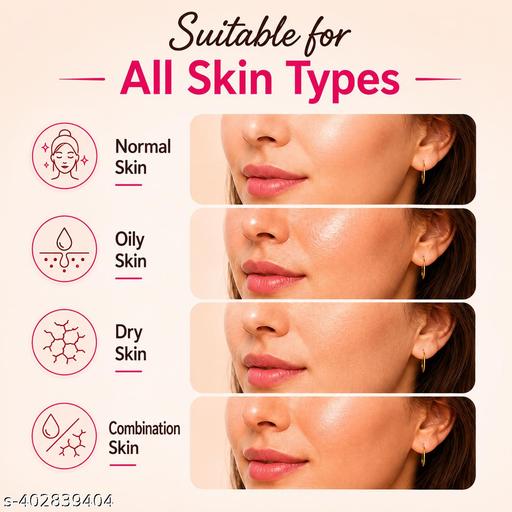 Suitable for
All Skin Types
Normal
Skin
Oily
Skin
Dry
Skin
Combination
Skin
s-402839404